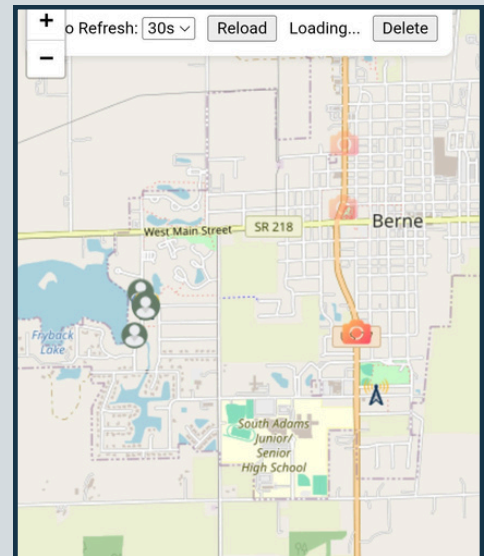 +
−
o Refresh: 30s Reload Loading... Delete
West Main Street
SR 218
Berne
Fryback
Lake
South Adams
Junior/
Senior
High School